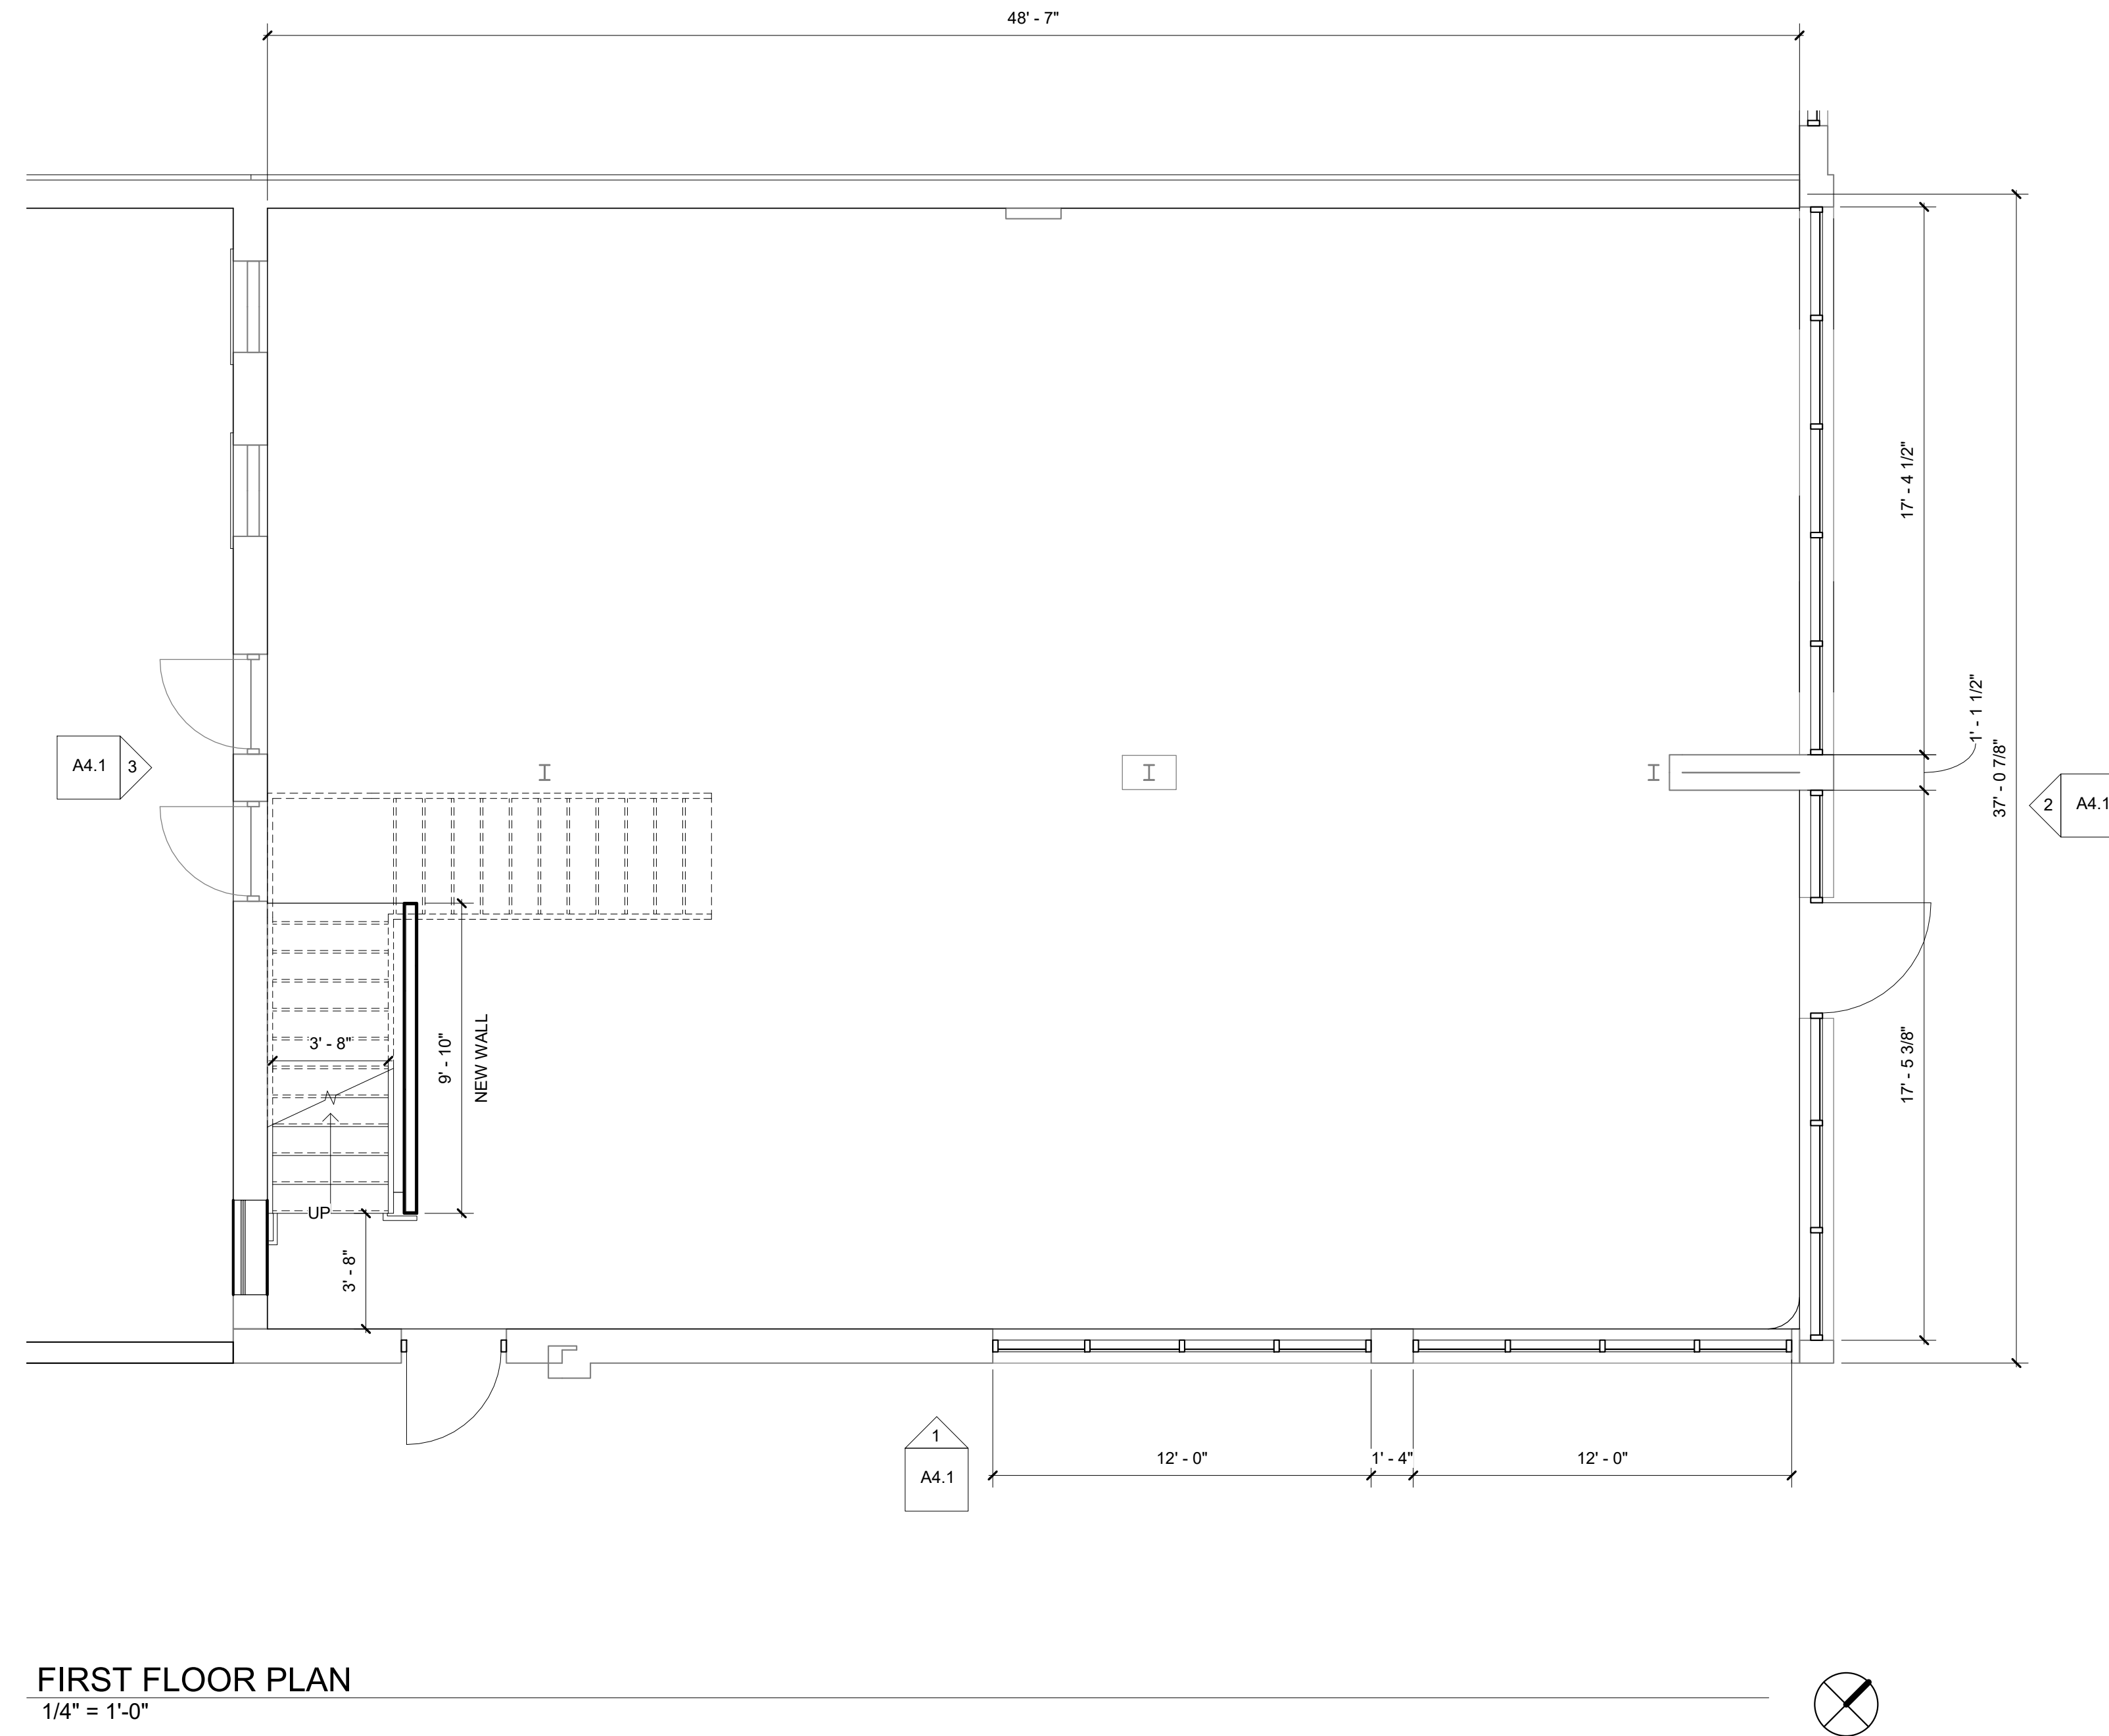 48' - 7"
17' - 4 1/2"
1' - 1 1/2"
37' - 0 7/8"
A4.1
3
2
A4.1
3' - 8"
9' - 10"
NEW WALL
17' - 5 3/8"
UP
3' - 8"
1
A4.1
12' - 0"
1' - 4"
12' - 0"
FIRST FLOOR PLAN
1/4" = 1'-0"